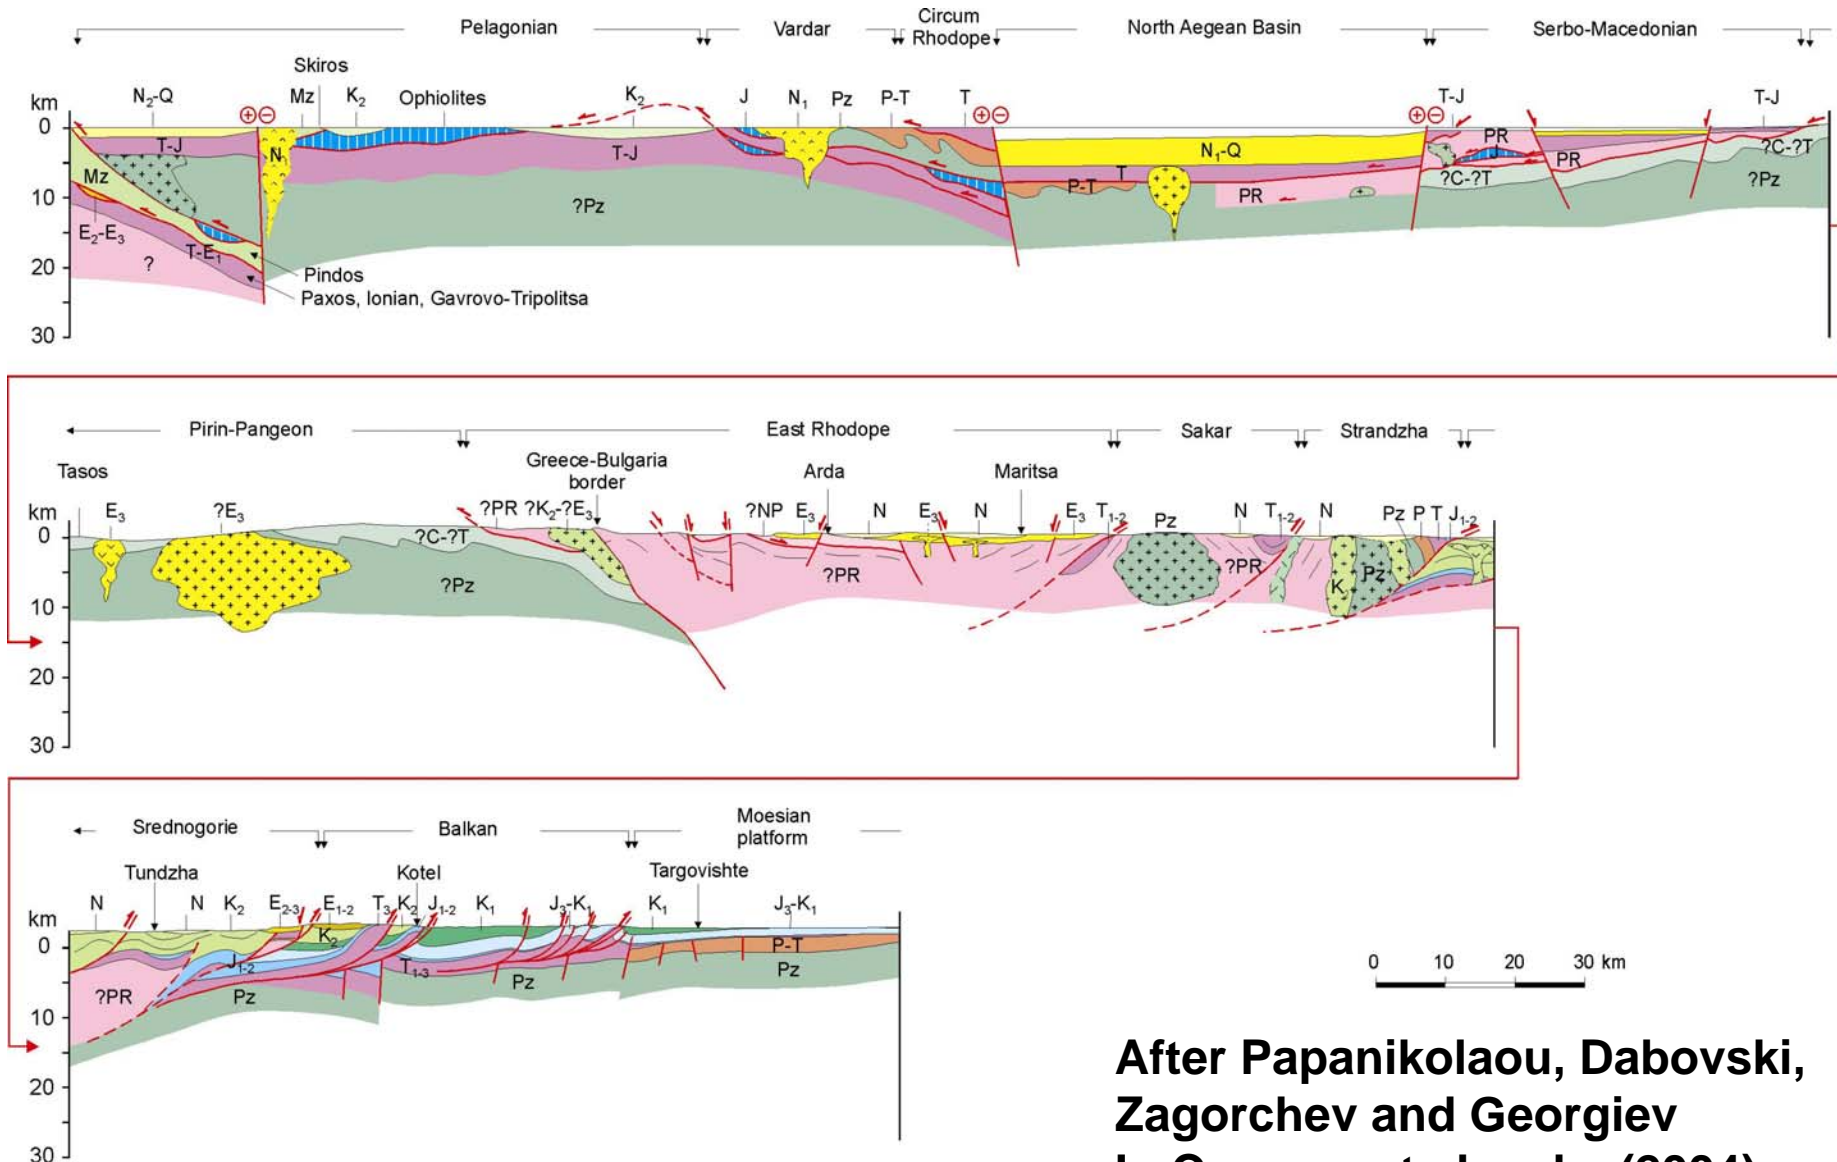 Pelagonian Vardar Circum Rhodope North Aegean Basin Serbo-Macedonian
Skiros
km N2-Q ⊕⊖ Mz K2 Ophiolites K2 J N1 Pz P-T T ⊕⊖ ⊕⊖ T-J T-J
0
T-J N T-J N1-Q PR J PR ?C-?T
Mz T P-T ?C-?T
10 ?Pz PR ?Pz
E2-E3
? T-E1
20 Pindos
Paxos, Ionian, Gavrovo-Tripolitsa
30
Pirin-Pangeon East Rhodope Sakar Strandzha
Tasos Greece-Bulgaria border Arda Maritsa
km E3 ?E3 ?PR ?K2-?E3 ?NP E3 N E3 N E3 T1-2 Pz N T1-2 N Pz P T J1-2
0 ?C-?T
?Pz ?PR ?PR K Pz
10
20
30
Srednogorie Balkan Moesian platform
Tundzha Kotel Targovishte
N N K2 E2-3 E1-2 T3 K2 J1-2 K1 J3-K1 K1 J3-K1
km
0 K2 P-T
J1-2 T1-3
?PR Pz Pz Pz
10
20
30
0 10 20 30 km
After Papanikolaou, Dabovski,
Zagorchev and Georgiev